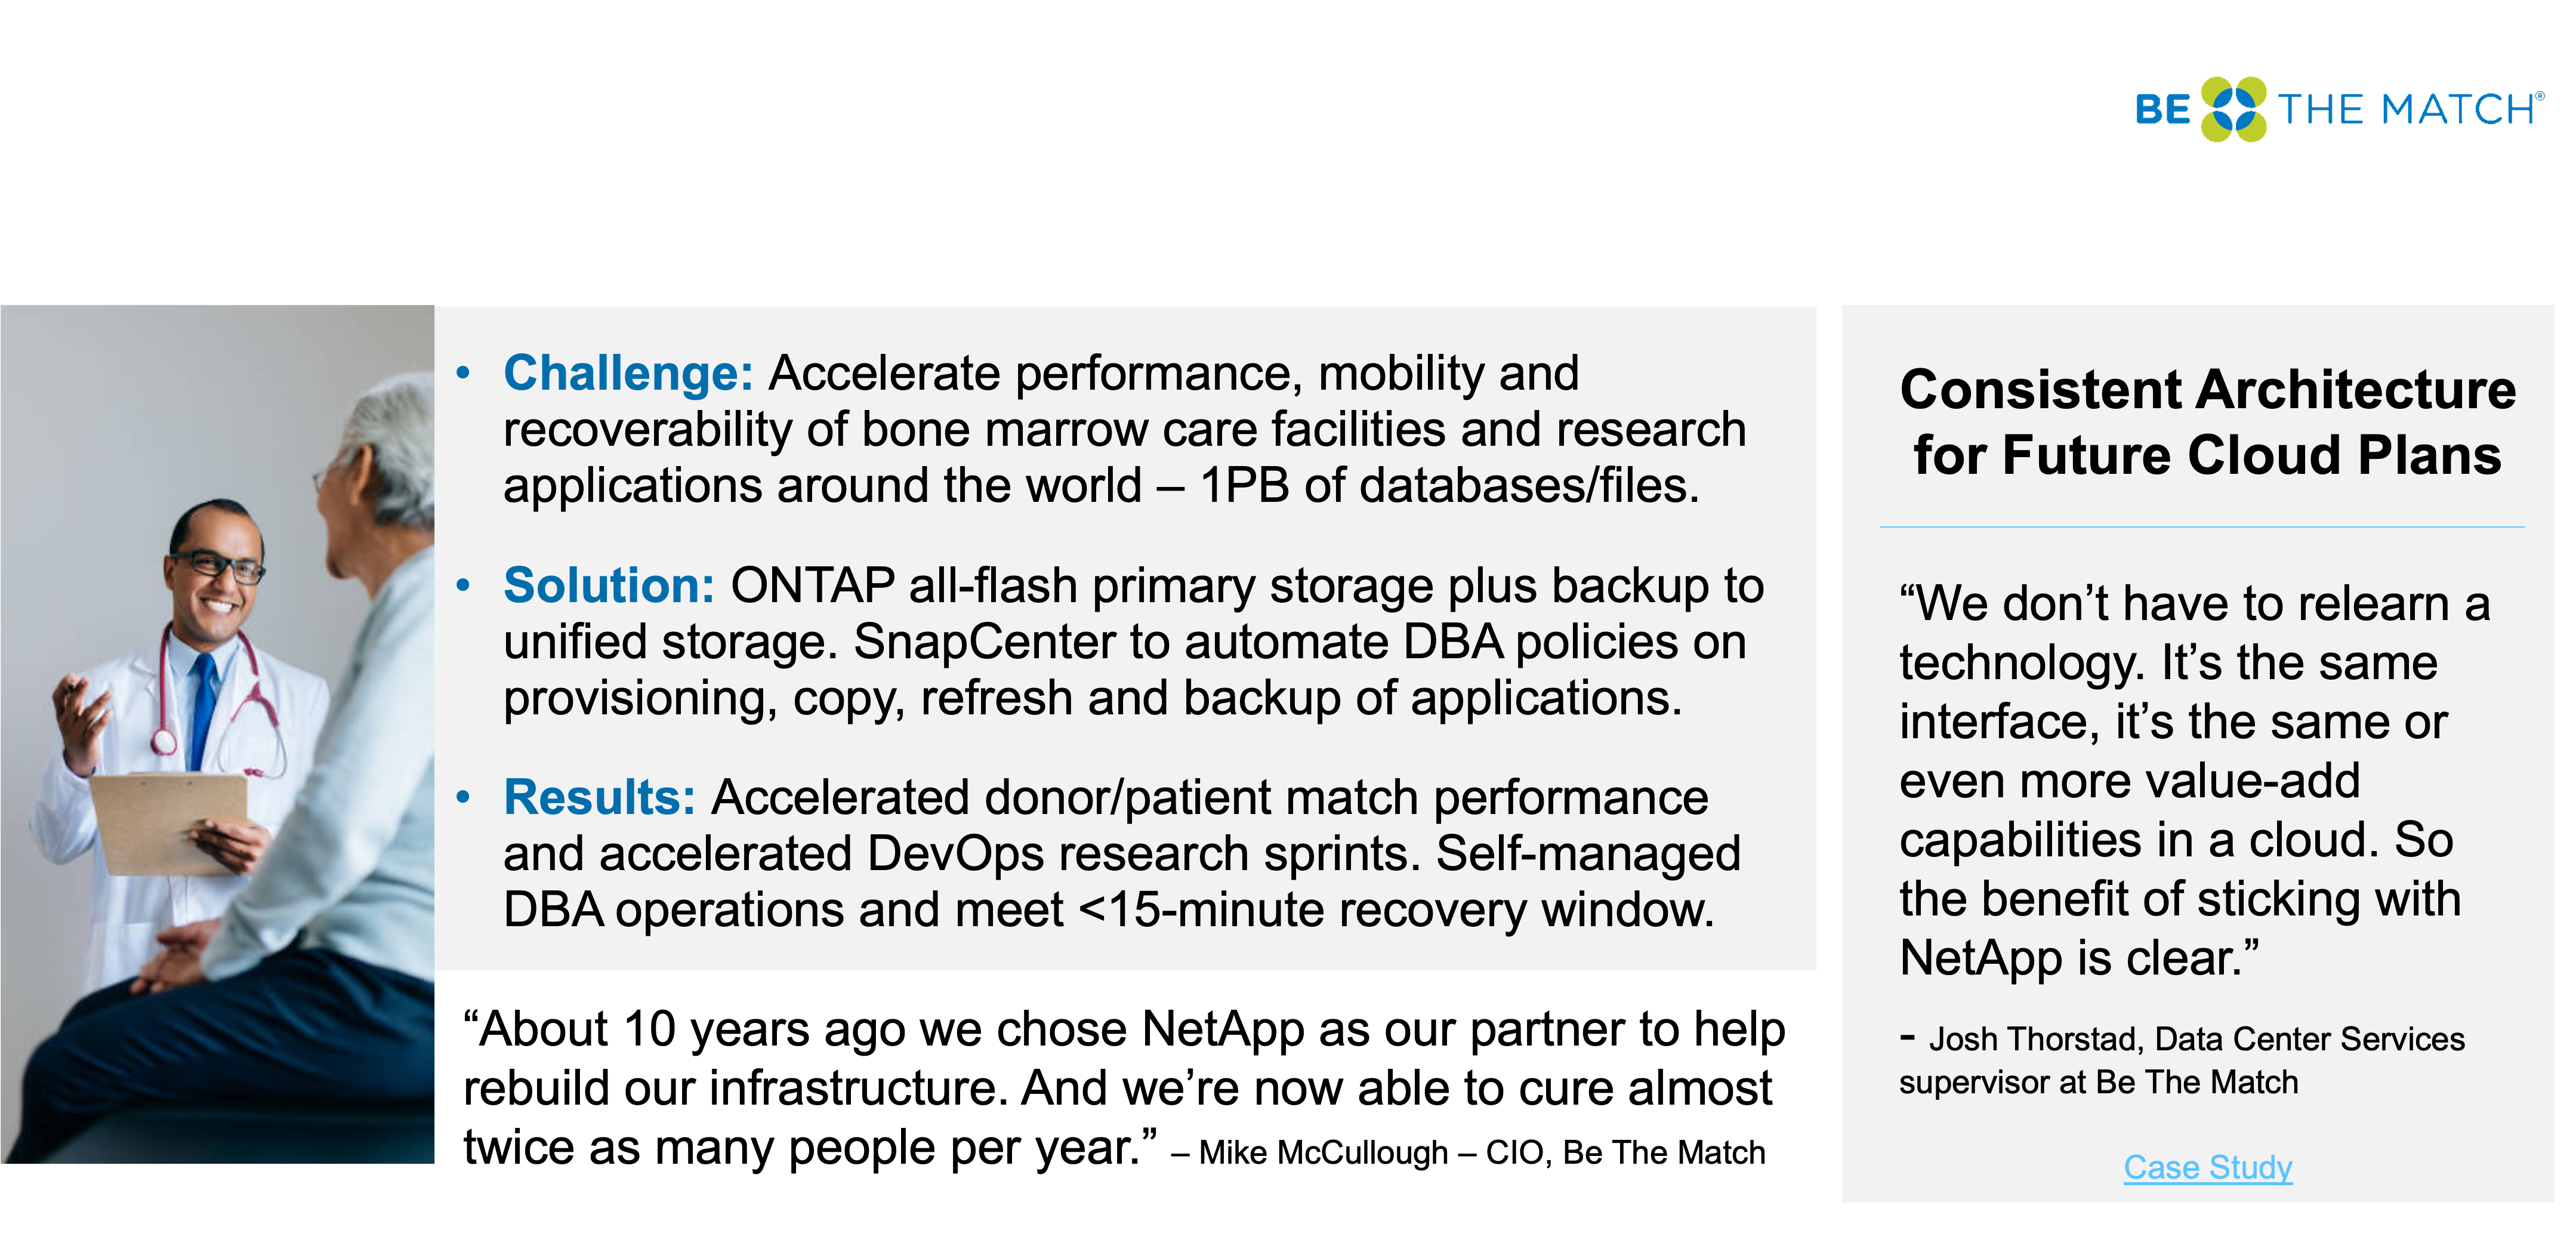 BE THE MATCH®
• Challenge: Accelerate performance, mobility and
recoverability of bone marrow care facilities and research
applications around the world – 1PB of databases/files.
• Solution: ONTAP all-flash primary storage plus backup to
unified storage. SnapCenter to automate DBA policies on
provisioning, copy, refresh and backup of applications.
• Results: Accelerated donor/patient match performance
and accelerated DevOps research sprints. Self-managed
DBA operations and meet <15-minute recovery window.
“About 10 years ago we chose NetApp as our partner to help
rebuild our infrastructure. And we’re now able to cure almost
twice as many people per year.” – Mike McCullough – CIO, Be The Match
Consistent Architecture
for Future Cloud Plans
“We don’t have to relearn a
technology. It’s the same
interface, it’s the same or
even more value-add
capabilities in a cloud. So
the benefit of sticking with
NetApp is clear.”
- Josh Thorstad, Data Center Services
supervisor at Be The Match
Case Study